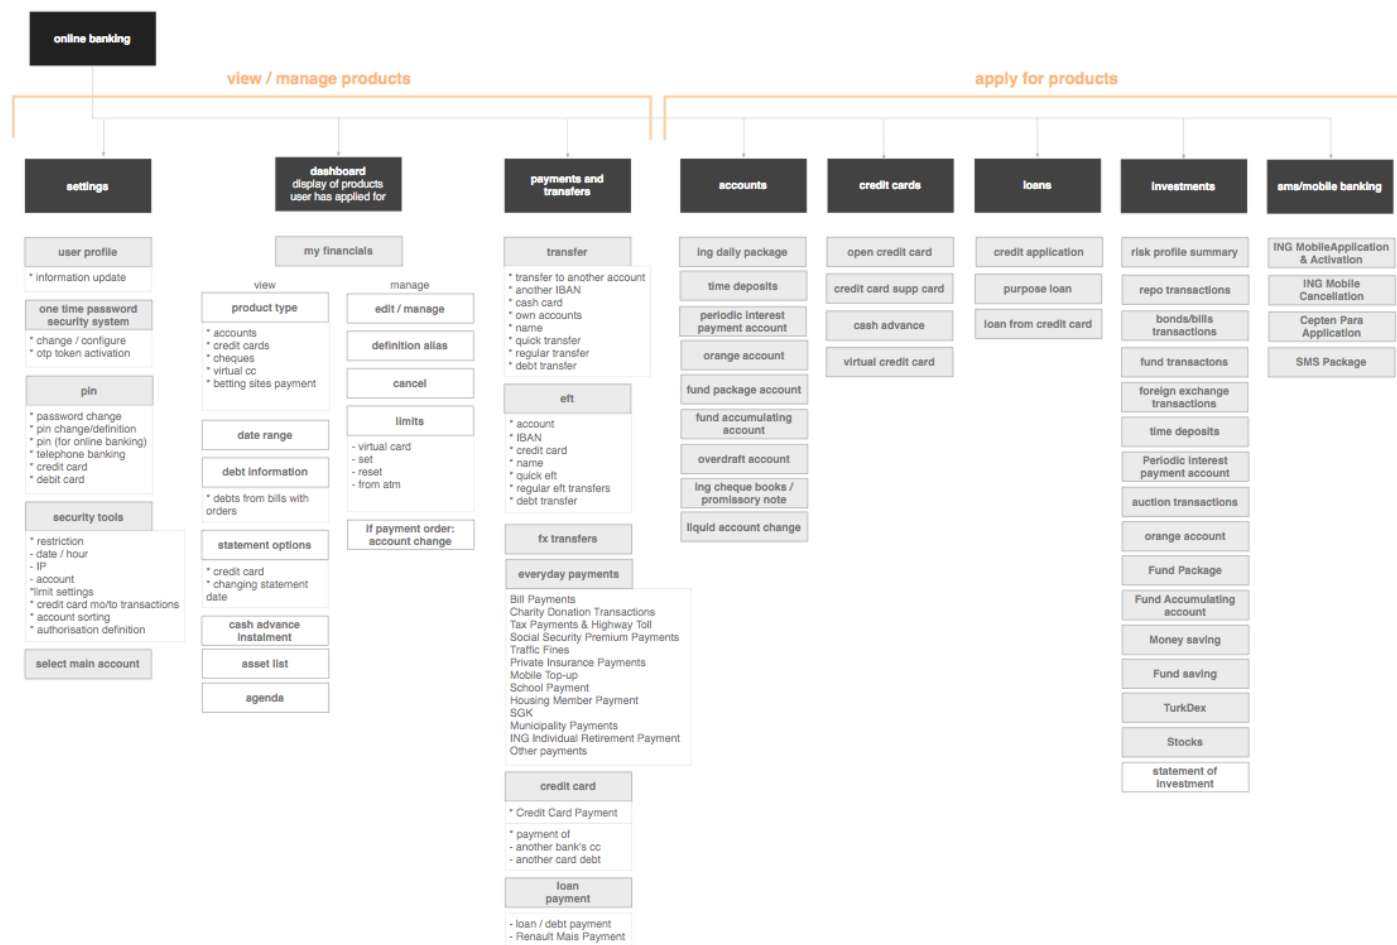 online banking
view / manage products
apply for products
settings
user profile
* information update
one time password
security system
* change / configure
* otp token activation
pin
* password change
* pin change/definition
* pin (for online banking)
* telephone banking
* credit card
* debit card
security tools
* restriction
- date / hour
- IP
- account
*limit settings
* credit card mo/to transactions
* account sorting
* authorisation definition
select main account
dashboard
display of products
user has applied for
my financials
view
product type
* accounts
* credit cards
* cheques
* virtual cc
* betting sites payment
date range
debt information
* debts from bills with
orders
statement options
* credit card
* changing statement
date
cash advance
instalment
asset list
agenda
manage
edit / manage
definition alias
cancel
limits
- virtual card
- set
- reset
- from atm
if payment order:
account change
payments and
transfers
transfer
* transfer to another account
* another IBAN
* cash card
* own accounts
* name
* quick transfer
* regular transfer
* debt transfer
eft
* account
* IBAN
* credit card
* name
* quick eft
* regular eft transfers
* debt transfer
fx transfers
everyday payments
Bill Payments
Charity Donation Transactions
Tax Payments & Highway Toll
Social Security Premium Payments
Traffic Fines
Private Insurance Payments
Mobile Top-up
School Payment
Housing Member Payment
SGK
Municipality Payments
ING Individual Retirement Payment
Other payments
credit card
* Credit Card Payment
* payment of
- another bank's cc
- another card debt
loan
payment
- loan / debt payment
- Renault Mais Payment
accounts
ing daily package
time deposits
periodic interest
payment account
orange account
fund package account
fund accumulating
account
overdraft account
ing cheque books /
promissory note
liquid account change
credit cards
open credit card
credit card supp card
cash advance
virtual credit card
loans
credit application
purpose loan
loan from credit card
investments
risk profile summary
repo transactions
bonds/bills
transactions
fund transactons
foreign exchange
transactions
time deposits
Periodic interest
payment account
auction transactions
orange account
Fund Package
Fund Accumulating
account
Money saving
Fund saving
TurkDex
Stocks
statement of
investment
sms/mobile banking
ING MobileApplication
& Activation
ING Mobile
Cancellation
Cepten Para
Application
SMS Package